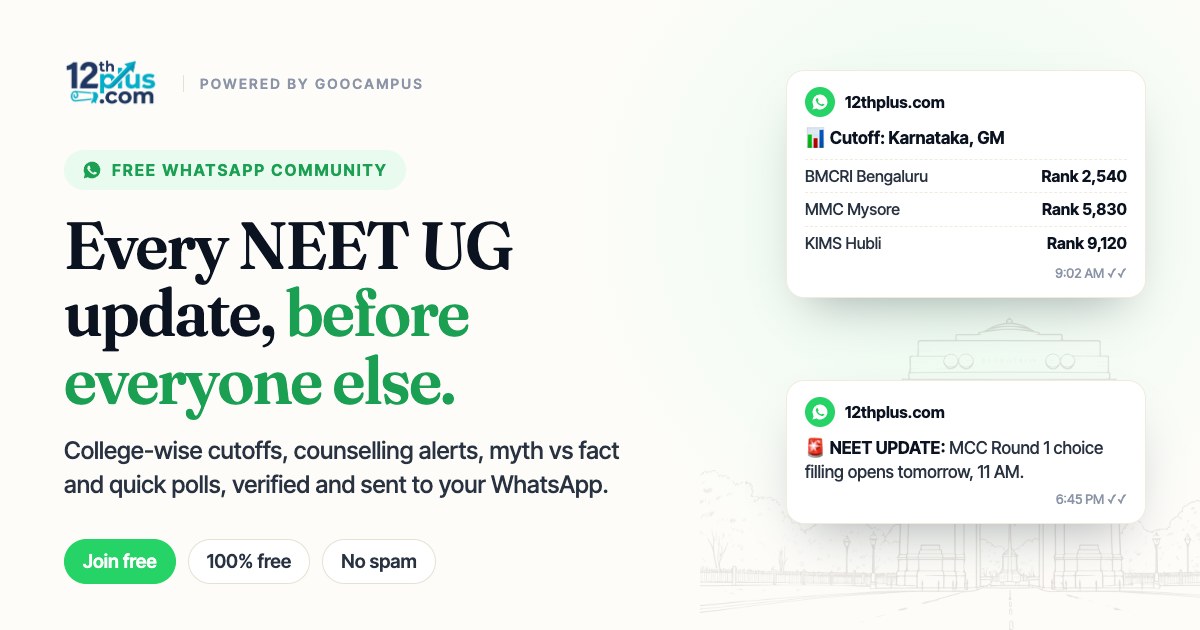 12th plus .com
POWERED BY GOOCAMPUS
FREE WHATSAPP COMMUNITY
Every NEET UG
update, before
everyone else.
College-wise cutoffs, counselling alerts, myth vs fact
and quick polls, verified and sent to your WhatsApp.
Join free
100% free
No spam
12thplus.com
📊 Cutoff: Karnataka, GM
BMCRI Bengaluru Rank 2,540
MMC Mysore Rank 5,830
KIMS Hubli Rank 9,120
9:02 AM ✓✓
12thplus.com
🚨 NEET UPDATE: MCC Round 1 choice
filling opens tomorrow, 11 AM.
6:45 PM ✓✓